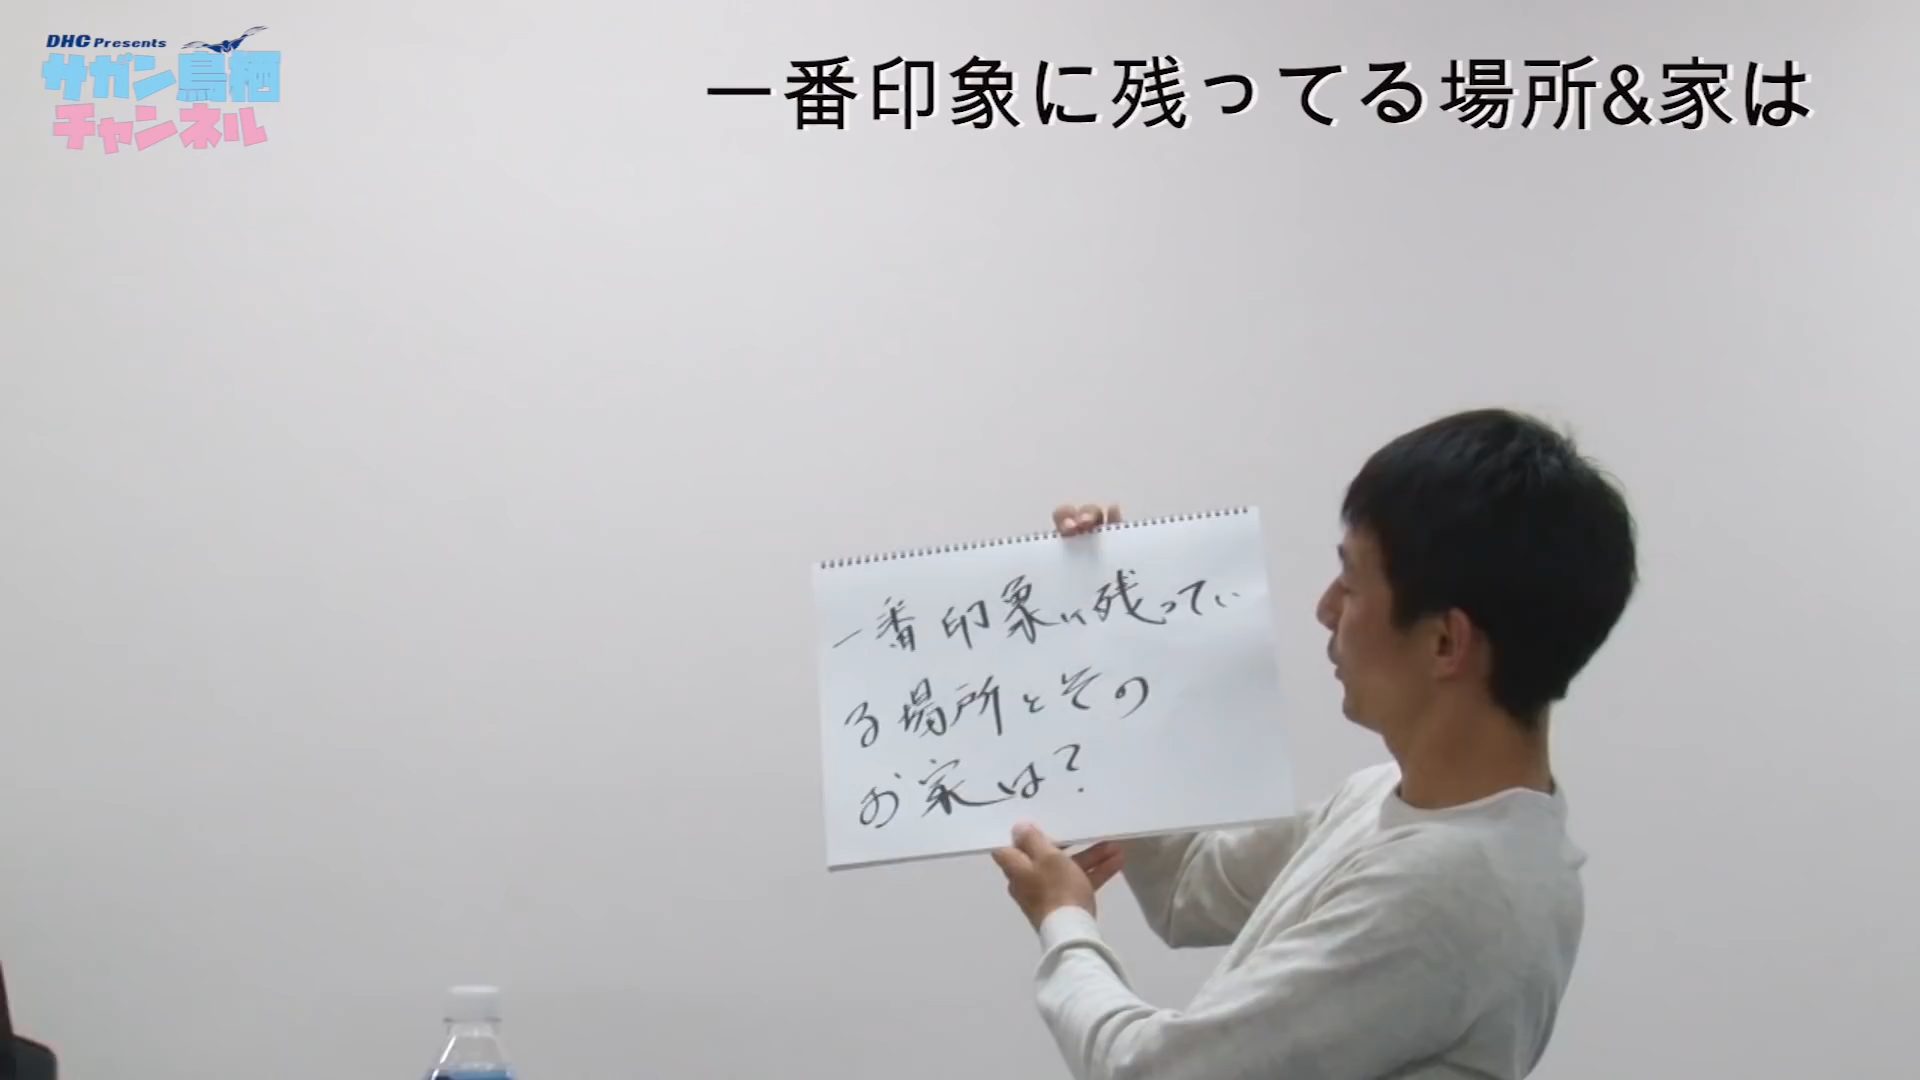 DHC Presents
サガン鳥栖
チャンネル
一番印象に残ってる場所&家は
一番印象に残ってい
る場所とその
お家は?